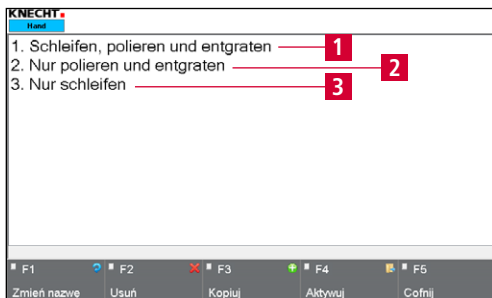 KNECHT
Hand
1. Schleifen, polieren und entgraten 1
2. Nur polieren und entgraten 2
3. Nur schleifen 3
F1 F2 F3 F4 F5
Zmień nazwe Usuń Kopiuj Aktywuj Cofnij